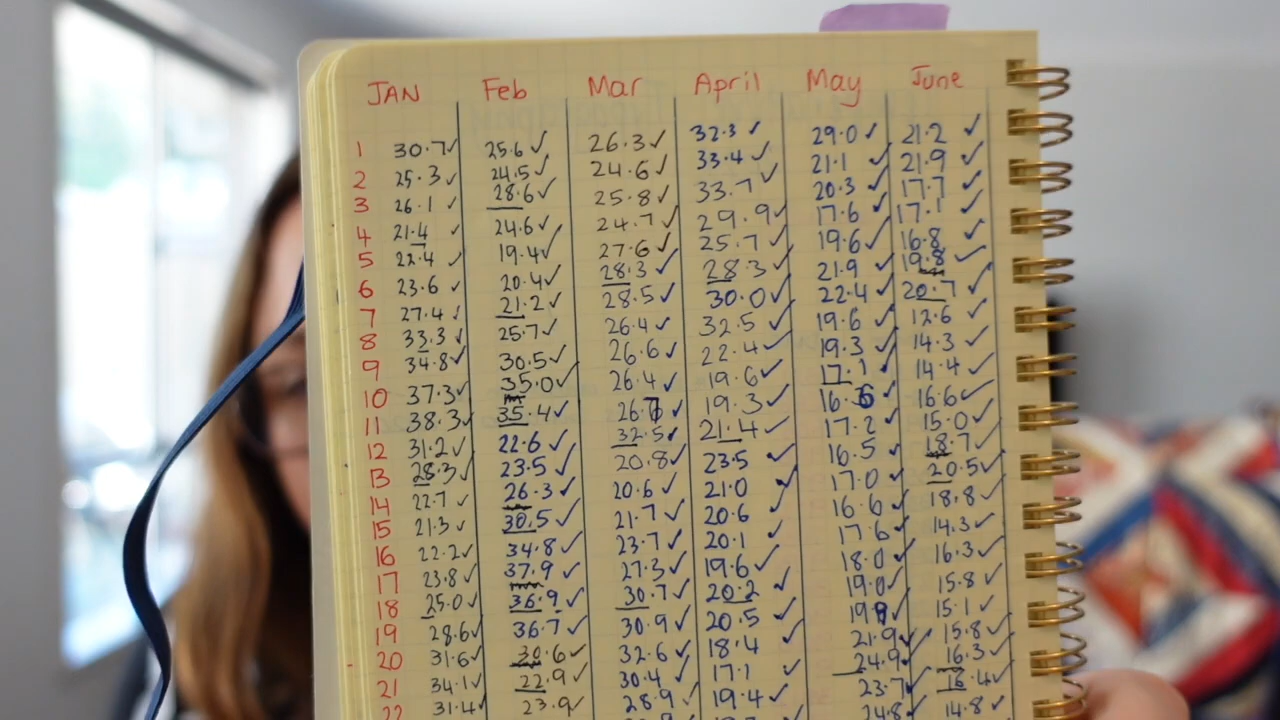 JAN Feb Mar April May June
1 30.7✓ 25.6 ✓ 26.3✓ 32.3 ✓ 29.0 ✓ 21.2 ✓
2 25.3 ✓ 24.5✓ 24.6✓ 33.4 ✓ 21.1 ✓ 21.9 ✓
3 26.1 ✓ 28.6✓ 25.8✓ 33.7 ✓ 20.3 ✓ 17.7 ✓
4 21.4 ✓ 24.6✓ 24.7✓ 29.9✓ 17.6 ✓ 17.1 ✓
5 22.4 ✓ 19.4✓ 27.6✓ 25.7✓ 19.6✓ 16.8✓
6 23.6 ✓ 20.4✓ 28.3✓ 28.3✓ 21.9 ✓ 19.8✓
7 27.4 ✓ 21.2✓ 28.5✓ 30.0✓ 22.4✓ 20.7✓
8 33.3✓ 25.7✓ 26.4✓ 32.5✓ 19.6 ✓ 12.6 ✓
9 34.8✓ 30.5✓ 26.6✓ 22.4✓ 19.3 ✓ 14.3✓
10 37.3✓ 35.0✓ 26.4✓ 19.6✓ 17.1✓ 14.4✓
11 38.3✓ 35.4✓ 26.7 ✓ 19.3✓ 16.6✓ 16.6✓
12 31.2✓ 22.6✓ 32.5✓ 21.4✓ 17.2✓ 15.0✓
13 28.3✓ 23.5✓ 20.8✓ 23.5✓ 16.5 ✓ 18.7✓
14 22.7 ✓ 26.3✓ 20.6✓ 21.0 ✓ 17.0✓ 20.5✓
15 21.3 ✓ 30.5✓ 21.7✓ 20.6 ✓ 16.6✓ 18.8✓
16 22.2✓ 34.8✓ 23.7✓ 20.1 ✓ 17.6✓ 14.3✓
17 23.8✓ 37.9✓ 27.3✓ 19.6✓ 18.0✓ 16.3✓
18 25.0✓ 36.9✓ 30.7✓ 20.2 ✓ 19.0✓ 15.8✓
19 28.6✓ 36.7✓ 30.9✓ 20.5 ✓ 19.9✓ 15.1✓
20 31.6✓ 30.6✓ 32.6✓ 18.4 ✓ 21.9✓ 15.8✓
21 34.1✓ 22.9✓ 30.4✓ 17.1 ✓ 24.9✓ 16.3✓
22 31.4✓ 23.9✓ 28.9✓ 19.4✓ 23.7✓ 18.4✓
24.8✓ 14.8✓